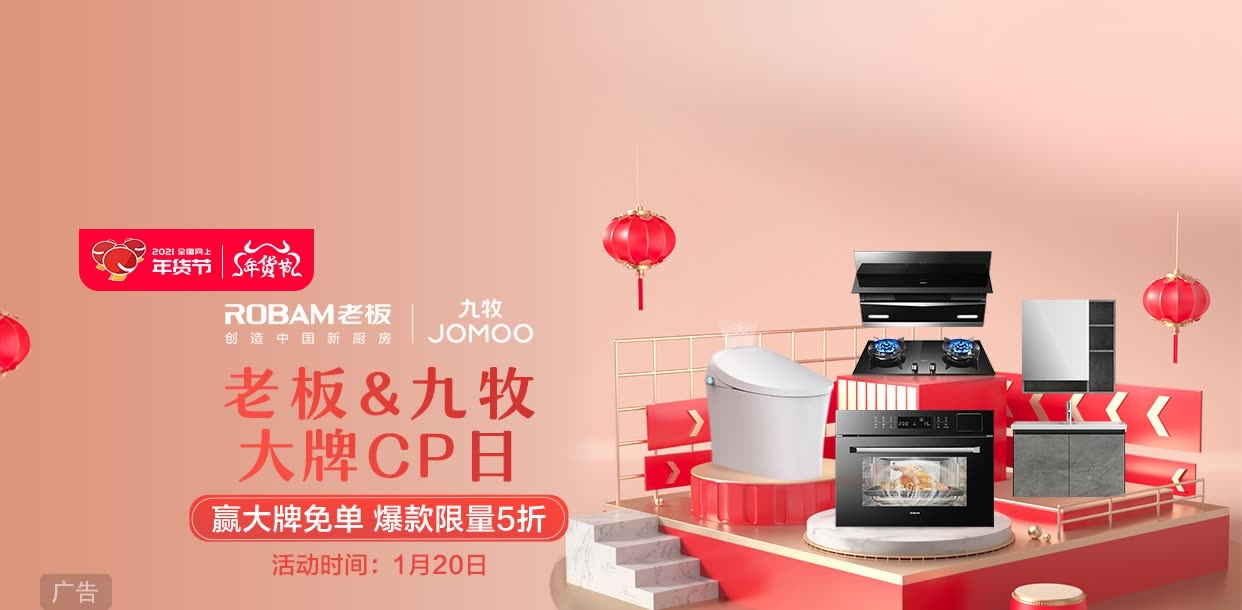 2021 全国网上
年货节
年货节
ROBAM老板
创造中国新厨房
九牧
JOMOO
老板&九牧
大牌CP日
赢大牌免单 爆款限量5折
活动时间：1月20日
广告